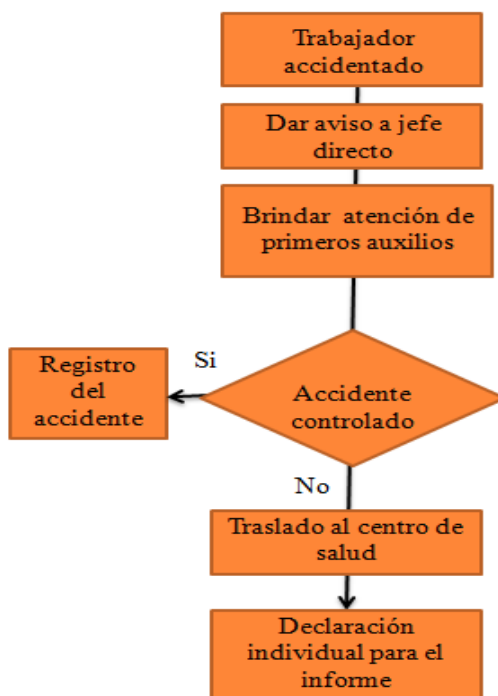 Trabajador
accidentado
Dar aviso a jefe
directo
Brindar atención de
primeros auxilios
Si
Registro
del
accidente
Accidente
controlado
No
Traslado al centro de
salud
Declaración
individual para el
informe